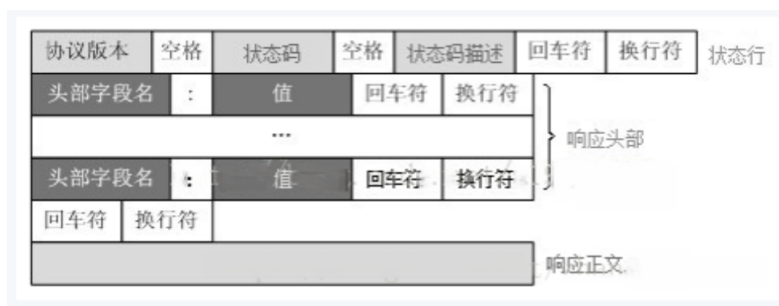 协议版本 空格 状态码 空格 状态码描述 回车符 换行符 状态行
头部字段名 : 值 回车符 换行符
... 响应头部
头部字段名 : 值 回车符 换行符
回车符 换行符
响应正文